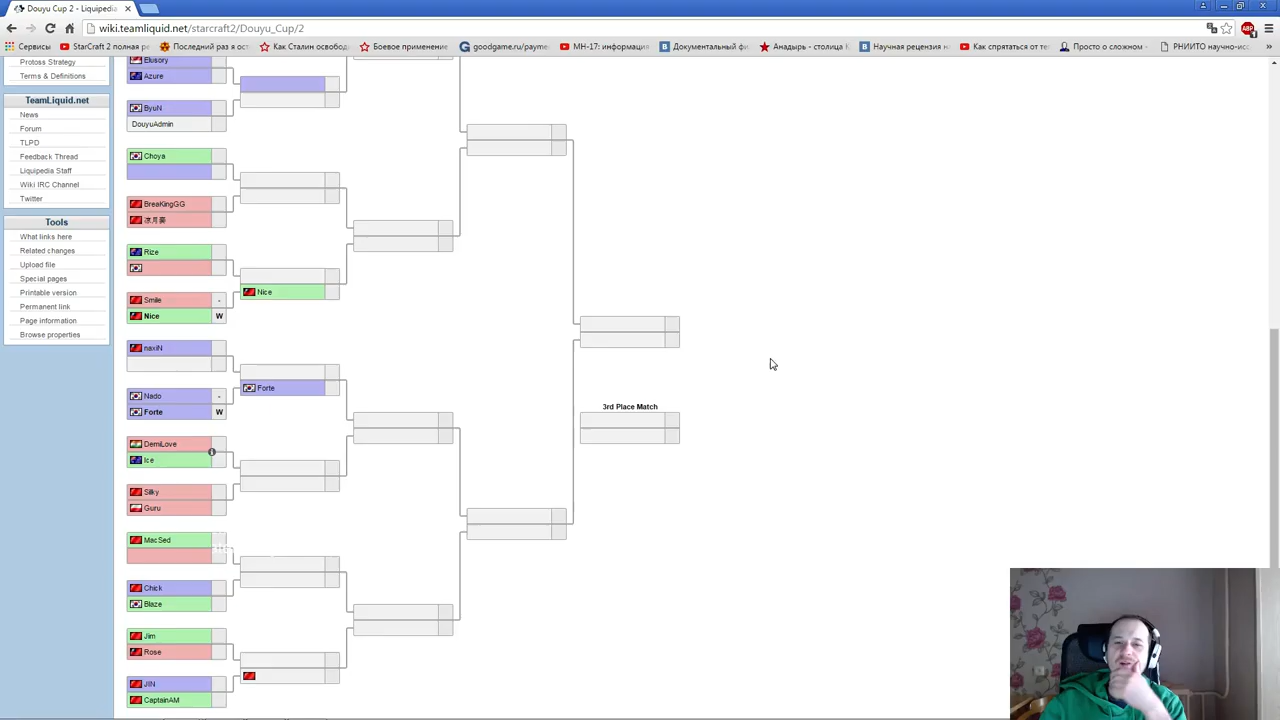 Douyu Cup 2 - Liquipedia
wiki.teamliquid.net/starcraft2/Douyu_Cup/2
Сервисы
StarCraft 2 полная ре
Последний раз я ост
Как Сталин освобод
Боевое применение
goodgame.ru/payme
МН-17: информация
Документальный фи
Анадырь - столица К
Научная рецензия н
Как спрятаться от те
Просто о сложном -
РНИИТО научно-исс
Protoss Strategy
Terms & Definitions
TeamLiquid.net
News
Forum
TLPD
Feedback Thread
Liquipedia Staff
Wiki IRC Channel
Twitter
Tools
What links here
Related changes
Upload file
Special pages
Printable version
Permanent link
Page information
Browse properties
Elusory
Azure
ByuN
DouyuAdmin
Choya
BreaKingGG
凉月奏
Rize
Smile -
Nice W
naxiN
Nado -
Forte W
DemiLove
Ice
Silky
Guru
MacSed
Chick
Blaze
Jim
Rose
JIN
CaptainAM
Nice
Forte
3rd Place Match